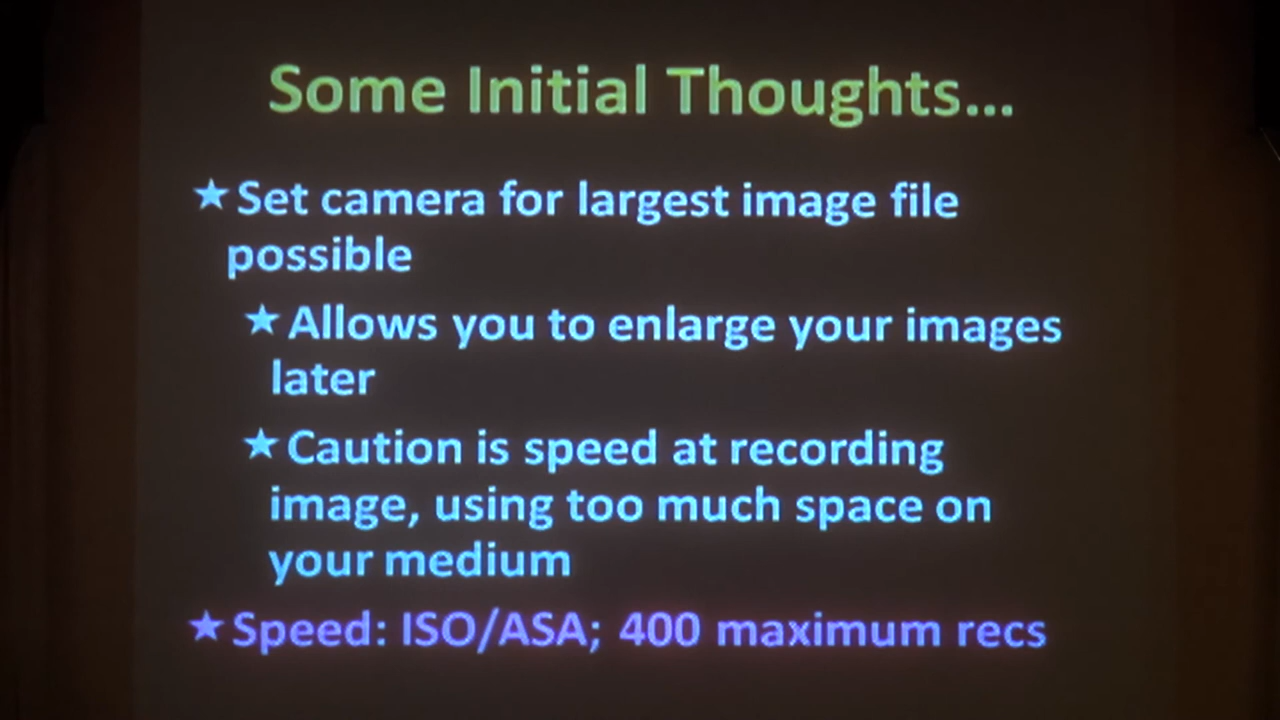 Some Initial Thoughts...
★Set camera for largest image file
possible
★Allows you to enlarge your images
later
★Caution is speed at recording
image, using too much space on
your medium
★Speed: ISO/ASA; 400 maximum recs